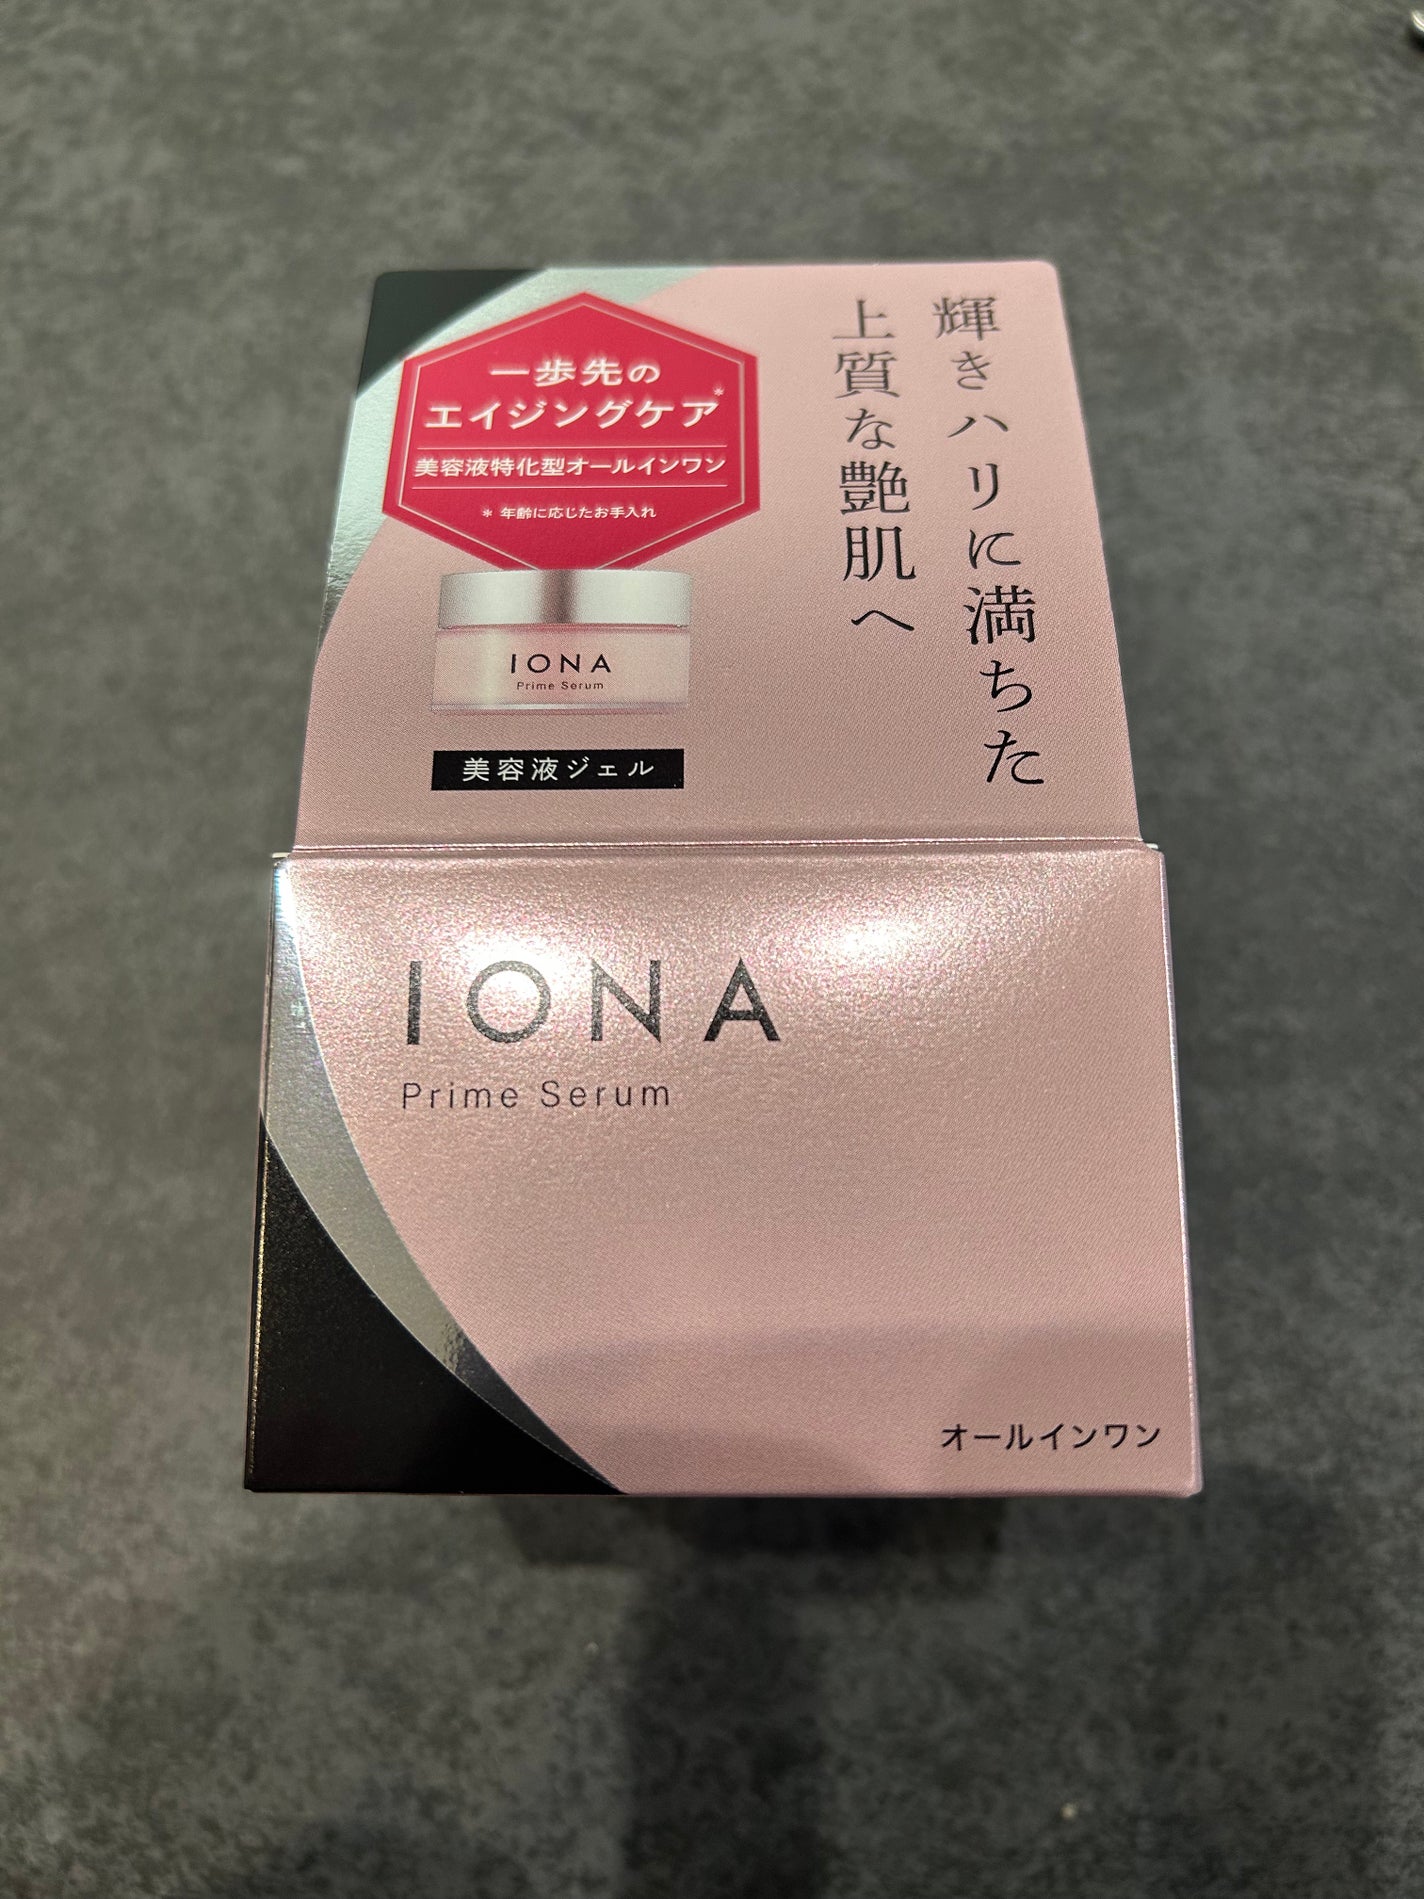 輝きハリに満ちた
上質な艶肌へ
一歩先の
エイジングケア*
美容液特化型オールインワン
* 年齢に応じたお手入れ
IONA
Prime Serum
美容液ジェル
IONA
Prime Serum
オールインワン